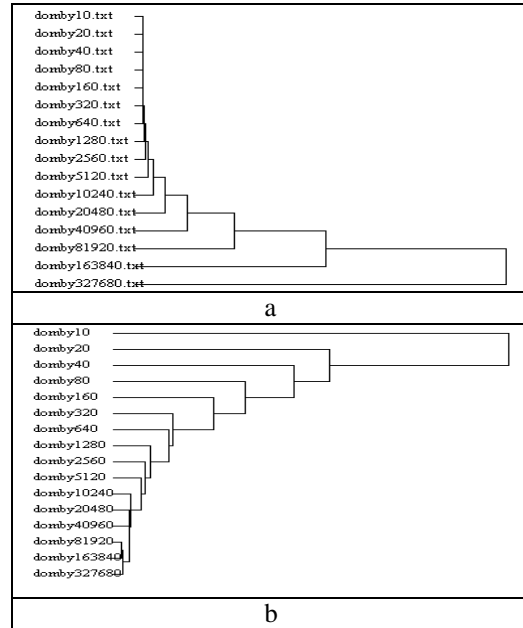 domby10.txt
domby20.txt
domby40.txt
domby80.txt
domby160.txt
domby320.txt
domby640.txt
domby1280.txt
domby2560.txt
domby5120.txt
domby10240.txt
domby20480.txt
domby40960.txt
domby81920.txt
domby163840.txt
domby327680.txt
a
domby10
domby20
domby40
domby80
domby160
domby320
domby640
domby1280
domby2560
domby5120
domby10240
domby20480
domby40960
domby81920
domby163840
domby327680
b